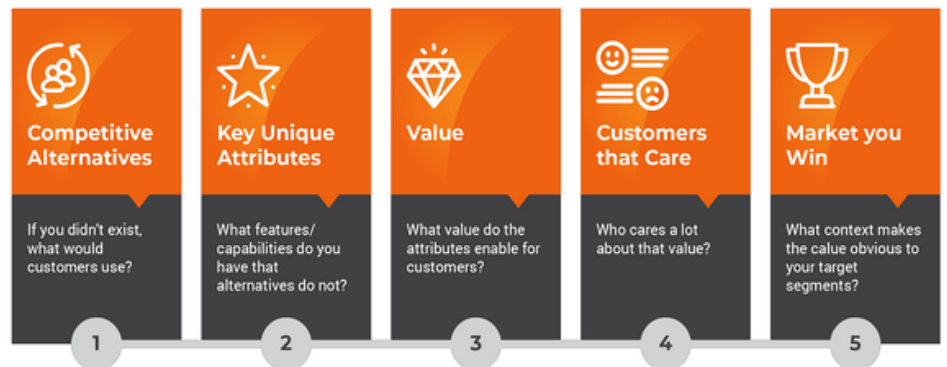 Competitive
Alternatives
If you didn't exist,
what would
customers use?
1
Key Unique
Attributes
What features/
capabilities do you
have that
alternatives do not?
2
Value
What value do the
attributes enable for
customers?
3
Customers
that Care
Who cares a lot
about that value?
4
Market you
Win
What context makes
the calue obvious to
your target
segments?
5